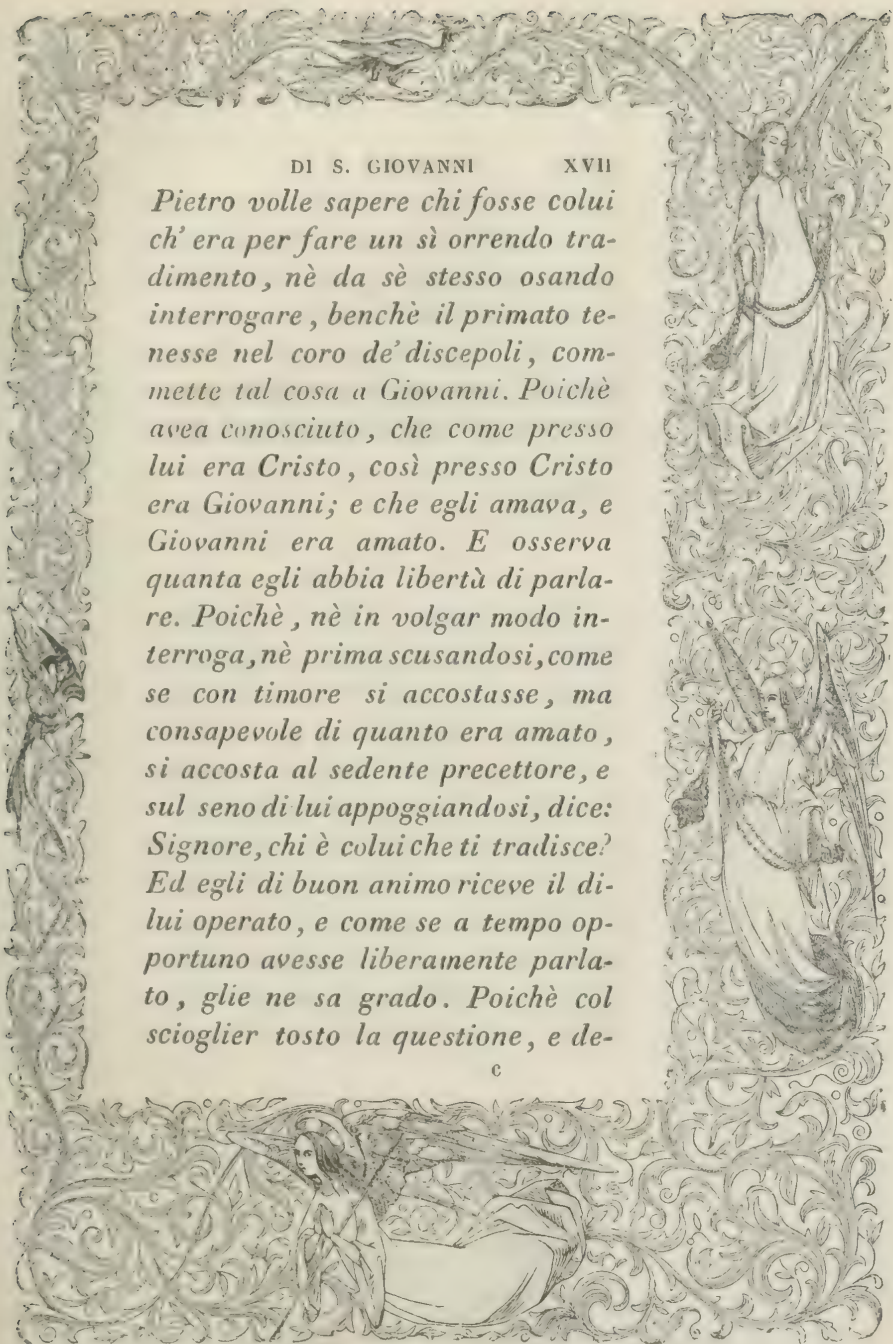 DI S. GIOVANNI XVII
Pietro volle sapere chi fosse colui
ch' era per fare un sì orrendo tra-
dimento, nè da sè stesso osando
interrogare, benchè il primato te-
nesse nel coro de' discepoli, com-
mette tal cosa a Giovanni. Poichè
avea conosciuto, che come presso
lui era Cristo, così presso Cristo
era Giovanni; e che egli amava, e
Giovanni era amato. E osserva
quanta egli abbia libertà di parla-
re. Poichè, nè in volgar modo in-
terroga, nè prima scusandosi, come
se con timore si accostasse, ma
consapevole di quanto era amato,
si accosta al sedente precettore, e
sul seno di lui appoggiandosi, dice:
Signore, chi è colui che ti tradisce?
Ed egli di buon animo riceve il di-
lui operato, e come se a tempo op-
portuno avesse liberamente parla-
to, glie ne sa grado. Poichè col
scioglier tosto la questione, e de-
c